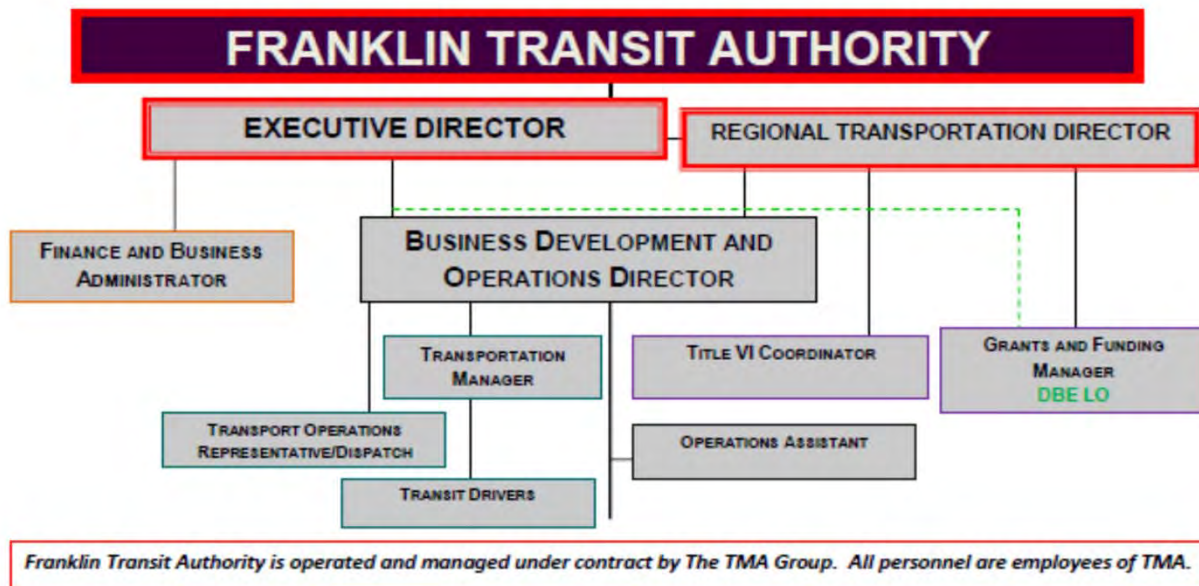 FRANKLIN TRANSIT AUTHORITY
EXECUTIVE DIRECTOR
REGIONAL TRANSPORTATION DIRECTOR
FINANCE AND BUSINESS
ADMINISTRATOR
BUSINESS DEVELOPMENT AND
OPERATIONS DIRECTOR
TRANSPORTATION
MANAGER
TITLE VI COORDINATOR
GRANTS AND FUNDING
MANAGER
DBE LO
TRANSPORT OPERATIONS
REPRESENTATIVE/DISPATCH
OPERATIONS ASSISTANT
TRANSIT DRIVERS
Franklin Transit Authority is operated and managed under contract by The TMA Group. All personnel are employees of TMA.